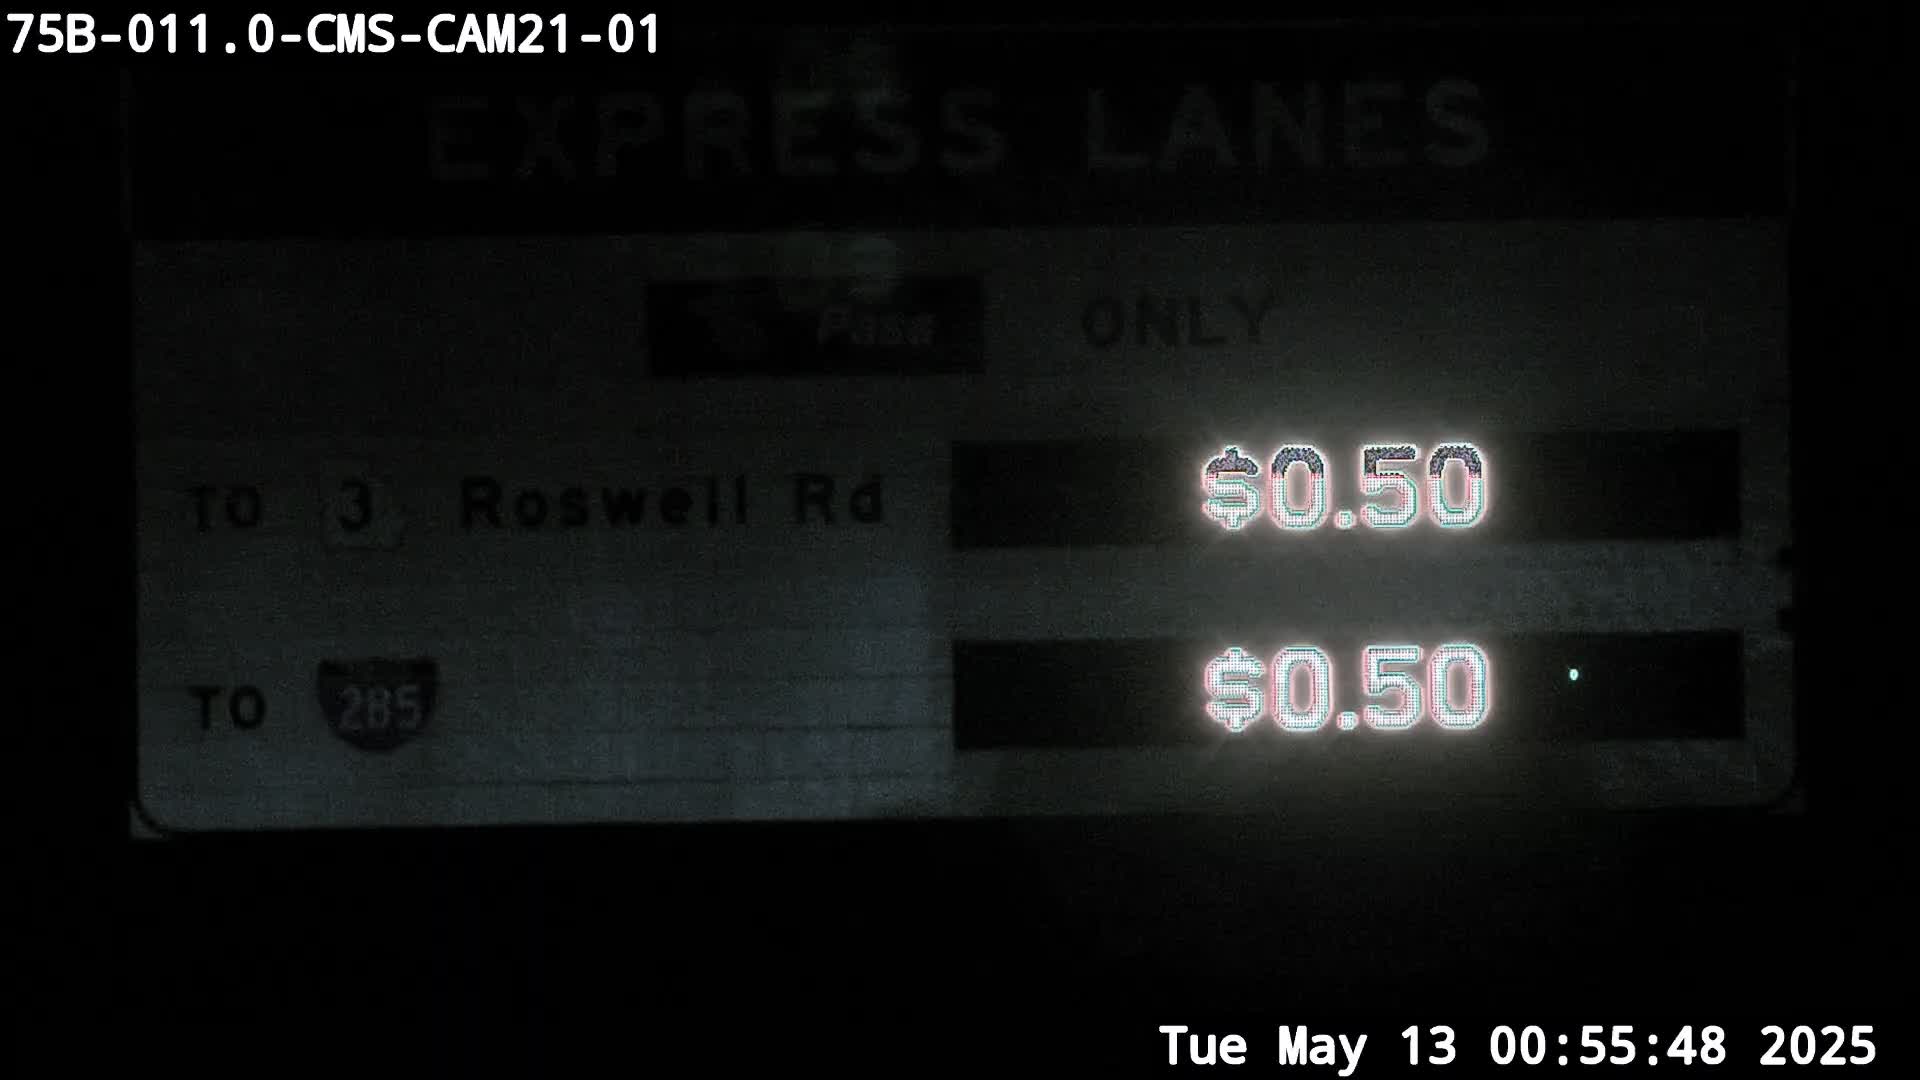 75B-011.0-CMS-CAM21-01
EXPRESS LANES
Pass ONLY
TO 3 Roswell Rd $0.50
TO 285 $0.50
Tue May 13 00:55:48 2025